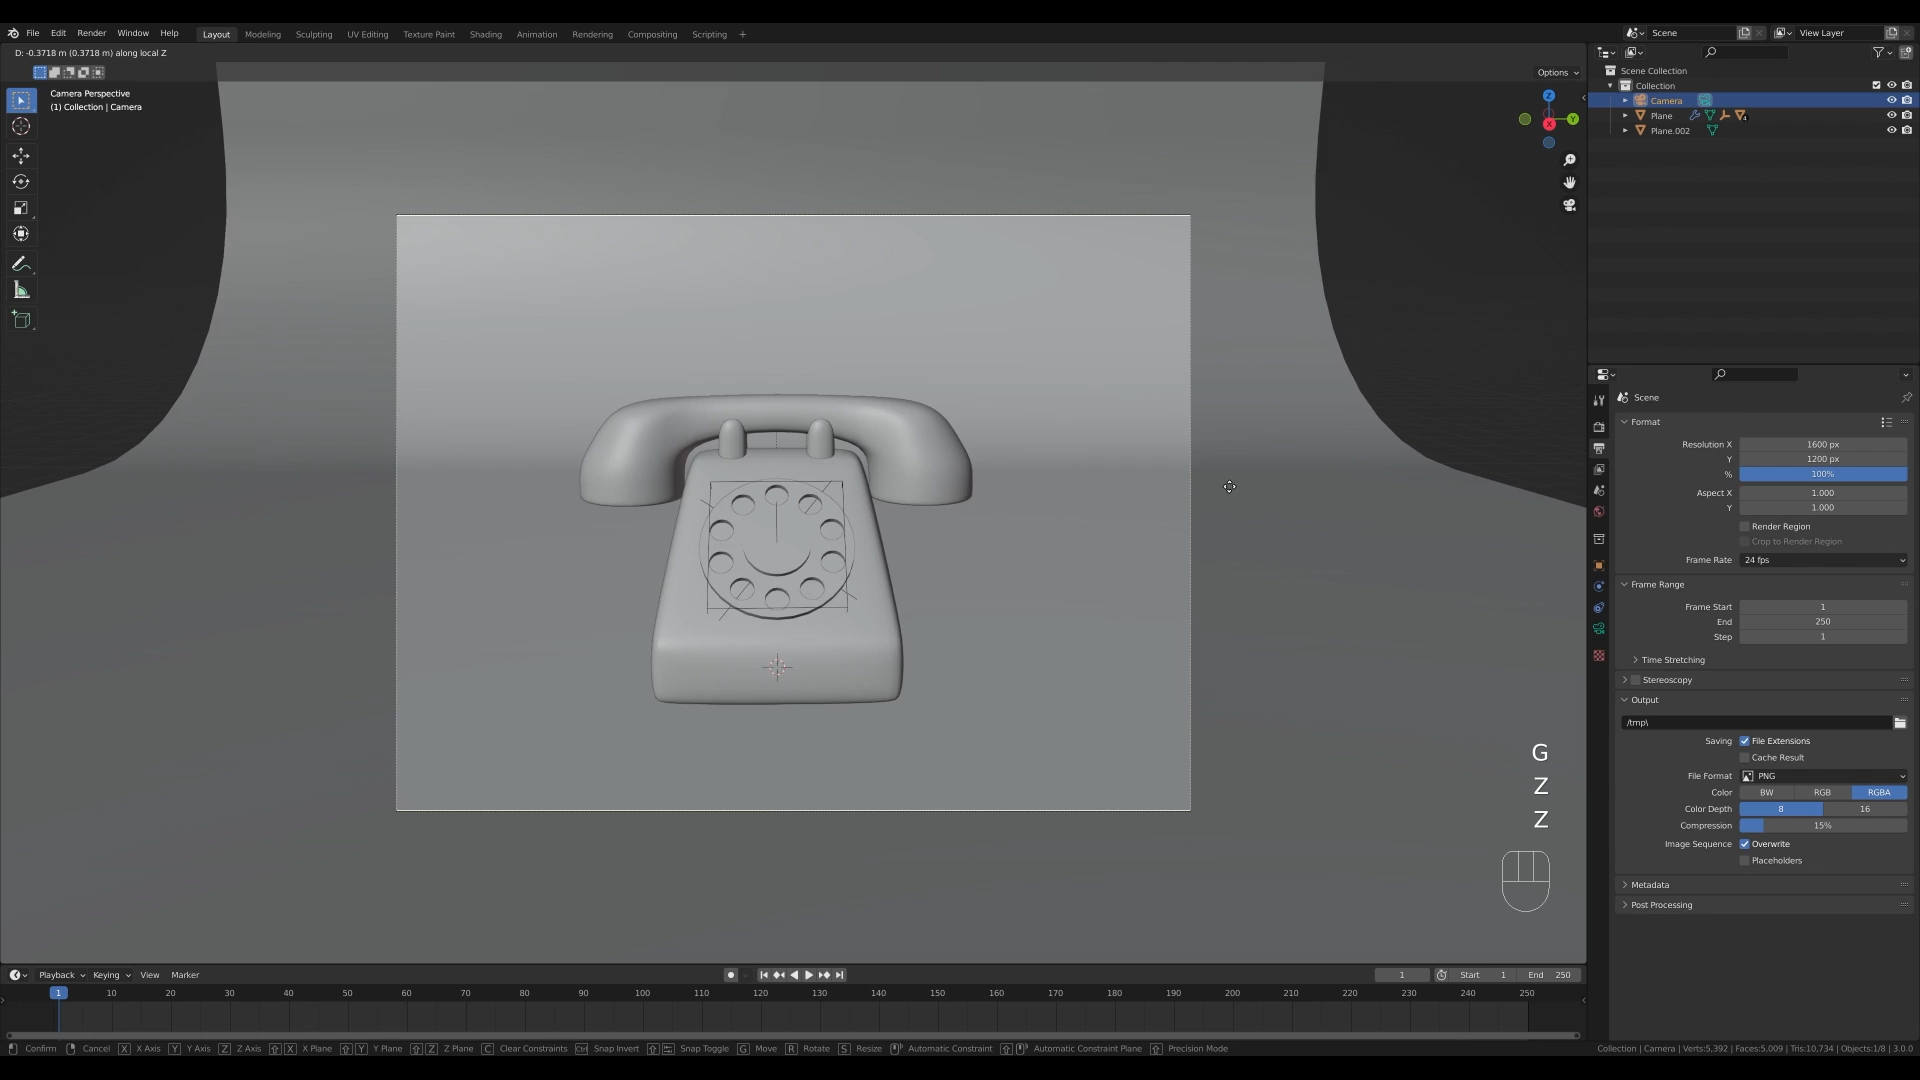 File Edit Render Window Help Layout Modeling Sculpting UV Editing Texture Paint Shading Animation Rendering Compositing Scripting + Scene View Layer
D: -0.3718 m (0.3718 m) along local Z
Options
Camera Perspective
(1) Collection | Camera
Z
Y
X
Scene Collection
Collection
Camera
Plane
4
Plane.002
Scene
Format
Resolution X 1600 px
Y 1200 px
% 100%
Aspect X 1.000
Y 1.000
Render Region
Crop to Render Region
Frame Rate 24 fps
Frame Range
Frame Start 1
End 250
Step 1
Time Stretching
Stereoscopy
Output
/tmp\
Saving File Extensions
Cache Result
File Format PNG
Color BW RGB RGBA
Color Depth 8 16
Compression 15%
Image Sequence Overwrite
Placeholders
Metadata
Post Processing
G
Z
Z
Playback Keying View Marker 1 Start 1 End 250
1 10 20 30 40 50 60 70 80 90 100 110 120 130 140 150 160 170 180 190 200 210 220 230 240 250
Confirm Cancel X X Axis Y Y Axis Z Z Axis X X Plane Y Y Plane Z Z Plane C Clear Constraints Ctrl Snap Invert Snap Toggle G Move R Rotate S Resize Automatic Constraint Automatic Constraint Plane Precision Mode Collection | Camera | Verts:5,392 | Faces:5,009 | Tris:10,734 | Objects:1/8 | 3.0.0